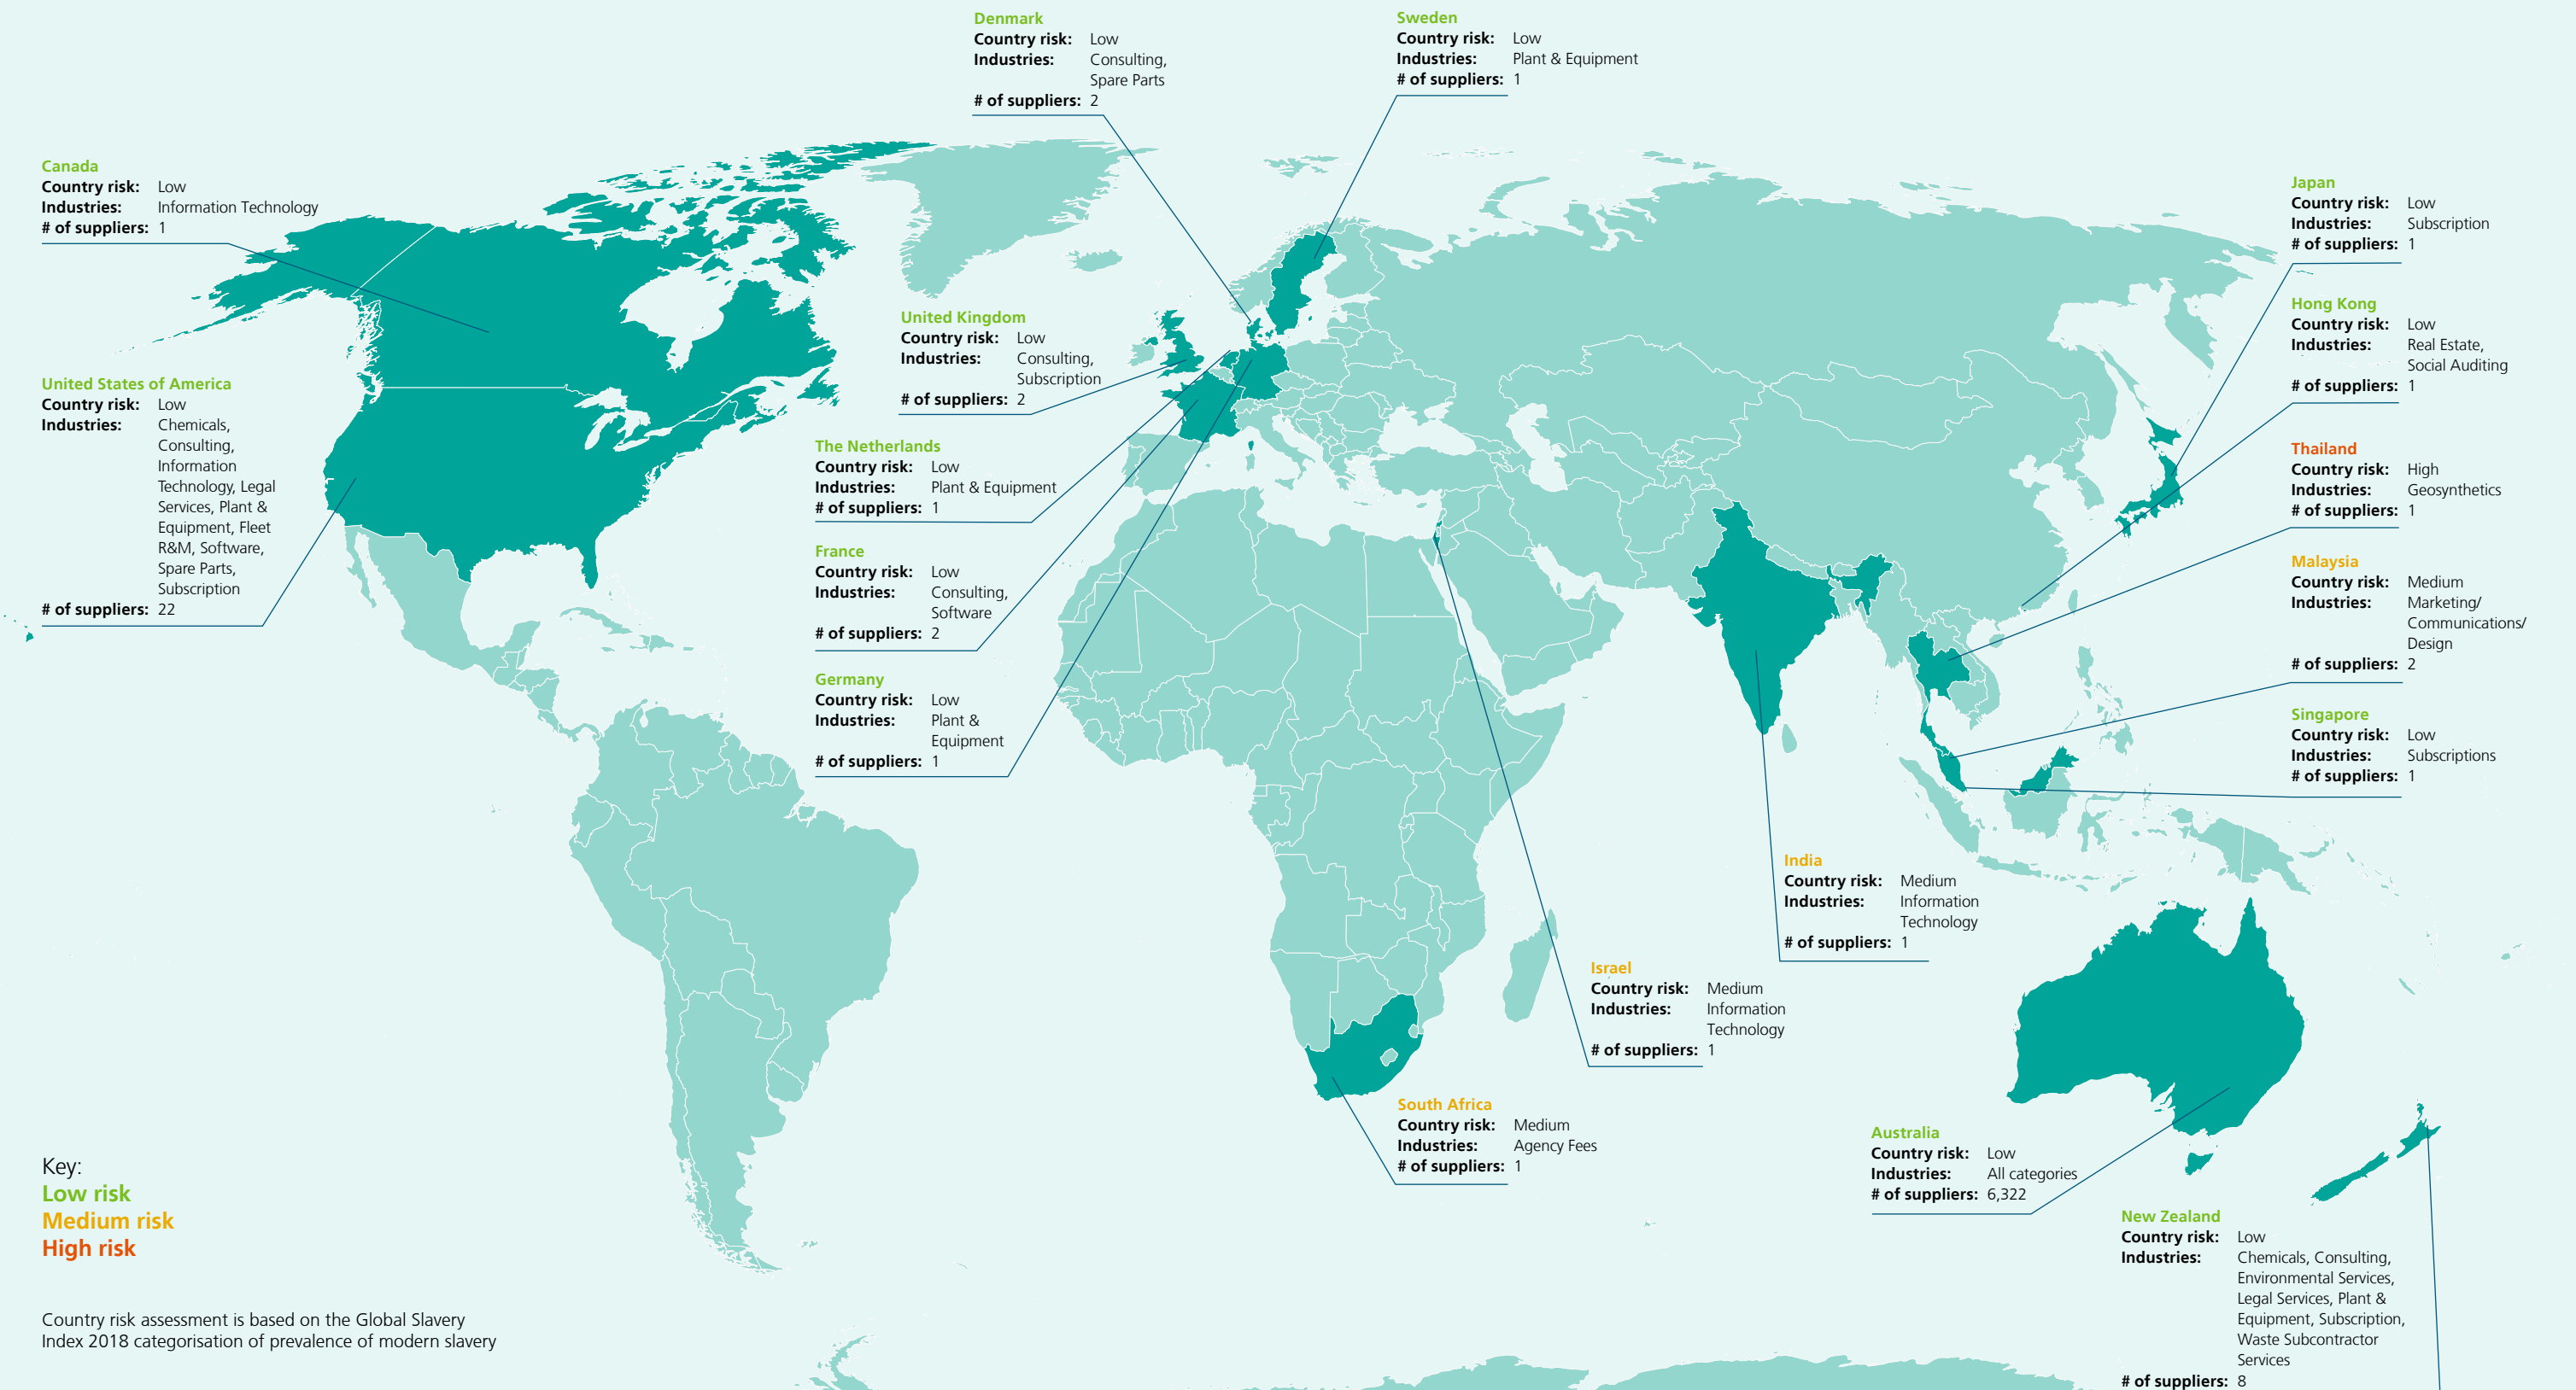 Denmark
Country risk: Low
Industries: Consulting,
Spare Parts
# of suppliers: 2
Sweden
Country risk: Low
Industries: Plant & Equipment
# of suppliers: 1
Canada
Country risk: Low
Industries: Information Technology
# of suppliers: 1
United States of America
Country risk: Low
Industries: Chemicals,
Consulting,
Information
Technology, Legal
Services, Plant &
Equipment, Fleet
R&M, Software,
Spare Parts,
Subscription
# of suppliers: 22
United Kingdom
Country risk: Low
Industries: Consulting,
Subscription
# of suppliers: 2
The Netherlands
Country risk: Low
Industries: Plant & Equipment
# of suppliers: 1
France
Country risk: Low
Industries: Consulting,
Software
# of suppliers: 2
Germany
Country risk: Low
Industries: Plant &
Equipment
# of suppliers: 1
Japan
Country risk: Low
Industries: Subscription
# of suppliers: 1
Hong Kong
Country risk: Low
Industries: Real Estate,
Social Auditing
# of suppliers: 1
Thailand
Country risk: High
Industries: Geosynthetics
# of suppliers: 1
Malaysia
Country risk: Medium
Industries: Marketing/
Communications/
Design
# of suppliers: 2
Singapore
Country risk: Low
Industries: Subscriptions
# of suppliers: 1
India
Country risk: Medium
Industries: Information
Technology
# of suppliers: 1
Israel
Country risk: Medium
Industries: Information
Technology
# of suppliers: 1
South Africa
Country risk: Medium
Industries: Agency Fees
# of suppliers: 1
Australia
Country risk: Low
Industries: All categories
# of suppliers: 6,322
New Zealand
Country risk: Low
Industries: Chemicals, Consulting,
Environmental Services,
Legal Services, Plant &
Equipment, Subscription,
Waste Subcontractor
Services
# of suppliers: 8
Key:
Low risk
Medium risk
High risk
Country risk assessment is based on the Global Slavery
Index 2018 categorisation of prevalence of modern slavery